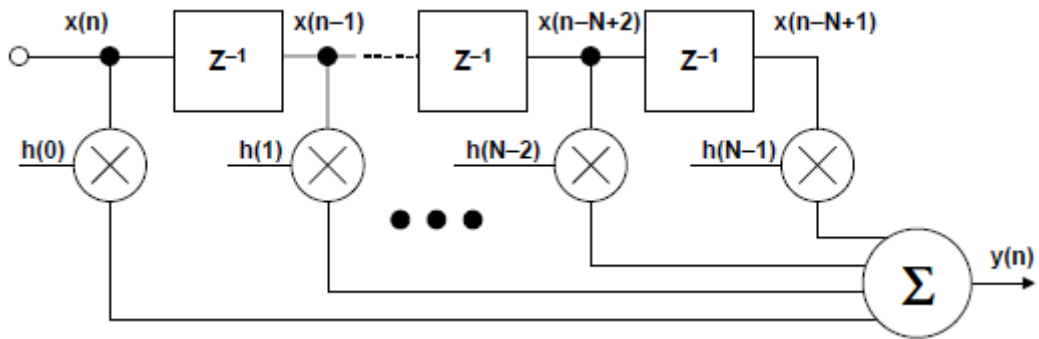 x(n) x(n–1) x(n–N+2) x(n–N+1)
Z–1 Z–1 Z–1
h(0) h(1) h(N–2) h(N–1)
y(n)
Σ